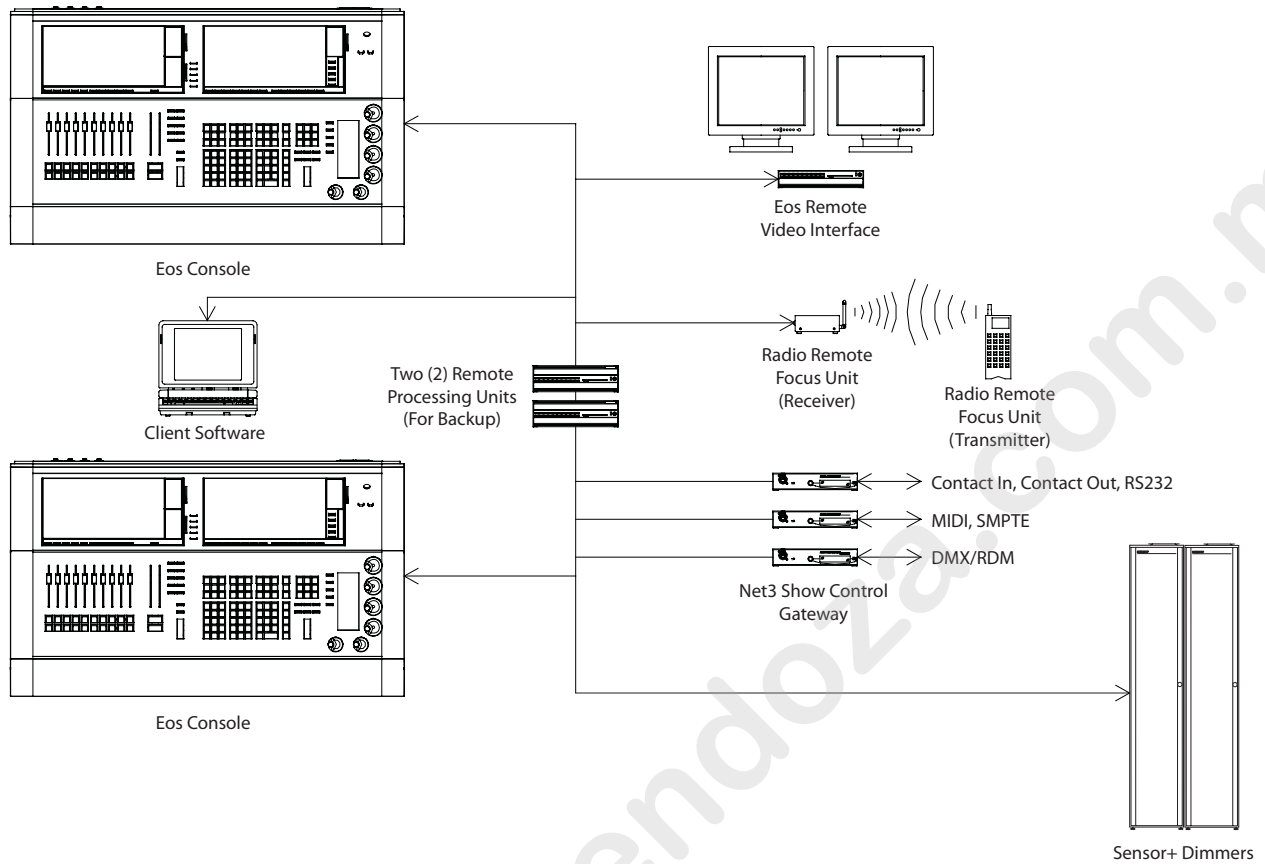 Eos Remote
Video Interface
Eos Console
Radio Remote
Focus Unit
(Receiver)
Radio Remote
Focus Unit
(Transmitter)
Two (2) Remote
Processing Units
(For Backup)
Client Software
Contact In, Contact Out, RS232
MIDI, SMPTE
DMX/RDM
Net3 Show Control
Gateway
Eos Console
Sensor+ Dimmers
endoza.com.m